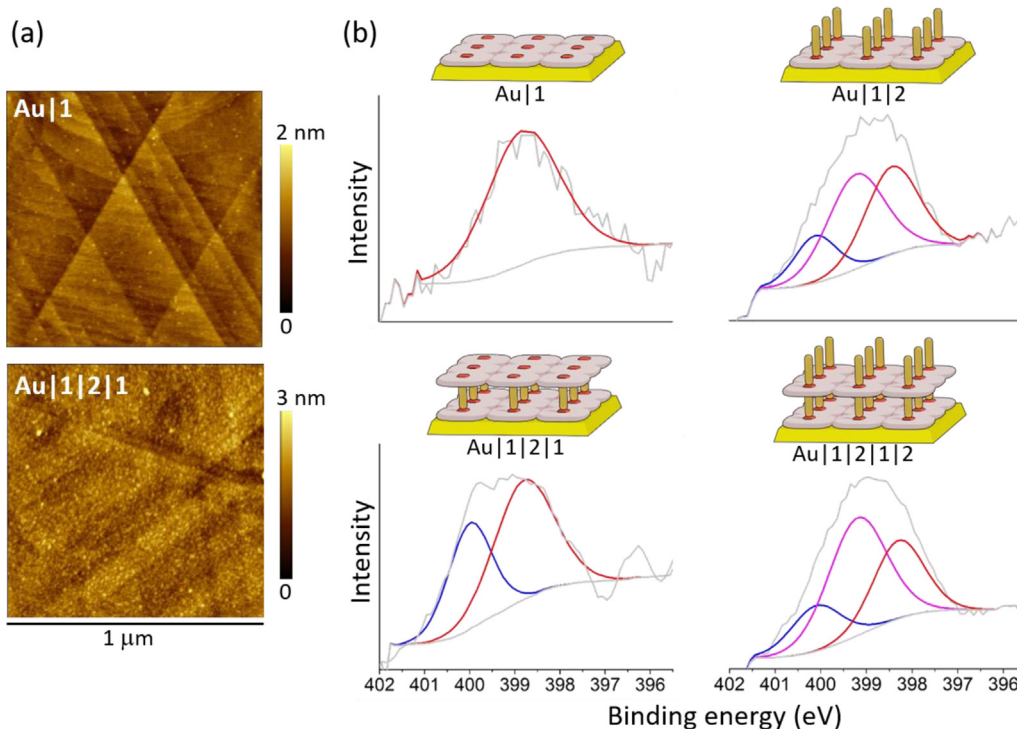 (a)
Au|1
2 nm
0
Au|1|2|1
3 nm
0
1 μm
(b)
Au|1
Au|1|2
Intensity
Au|1|2|1
Au|1|2|1|2
Intensity
402 401 400 399 398 397 396
402 401 400 399 398 397 396
Binding energy (eV)